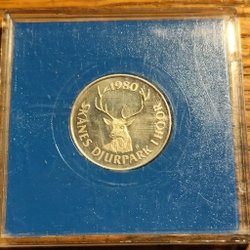 1980
SKÅNES DJURPARK I HÖÖR